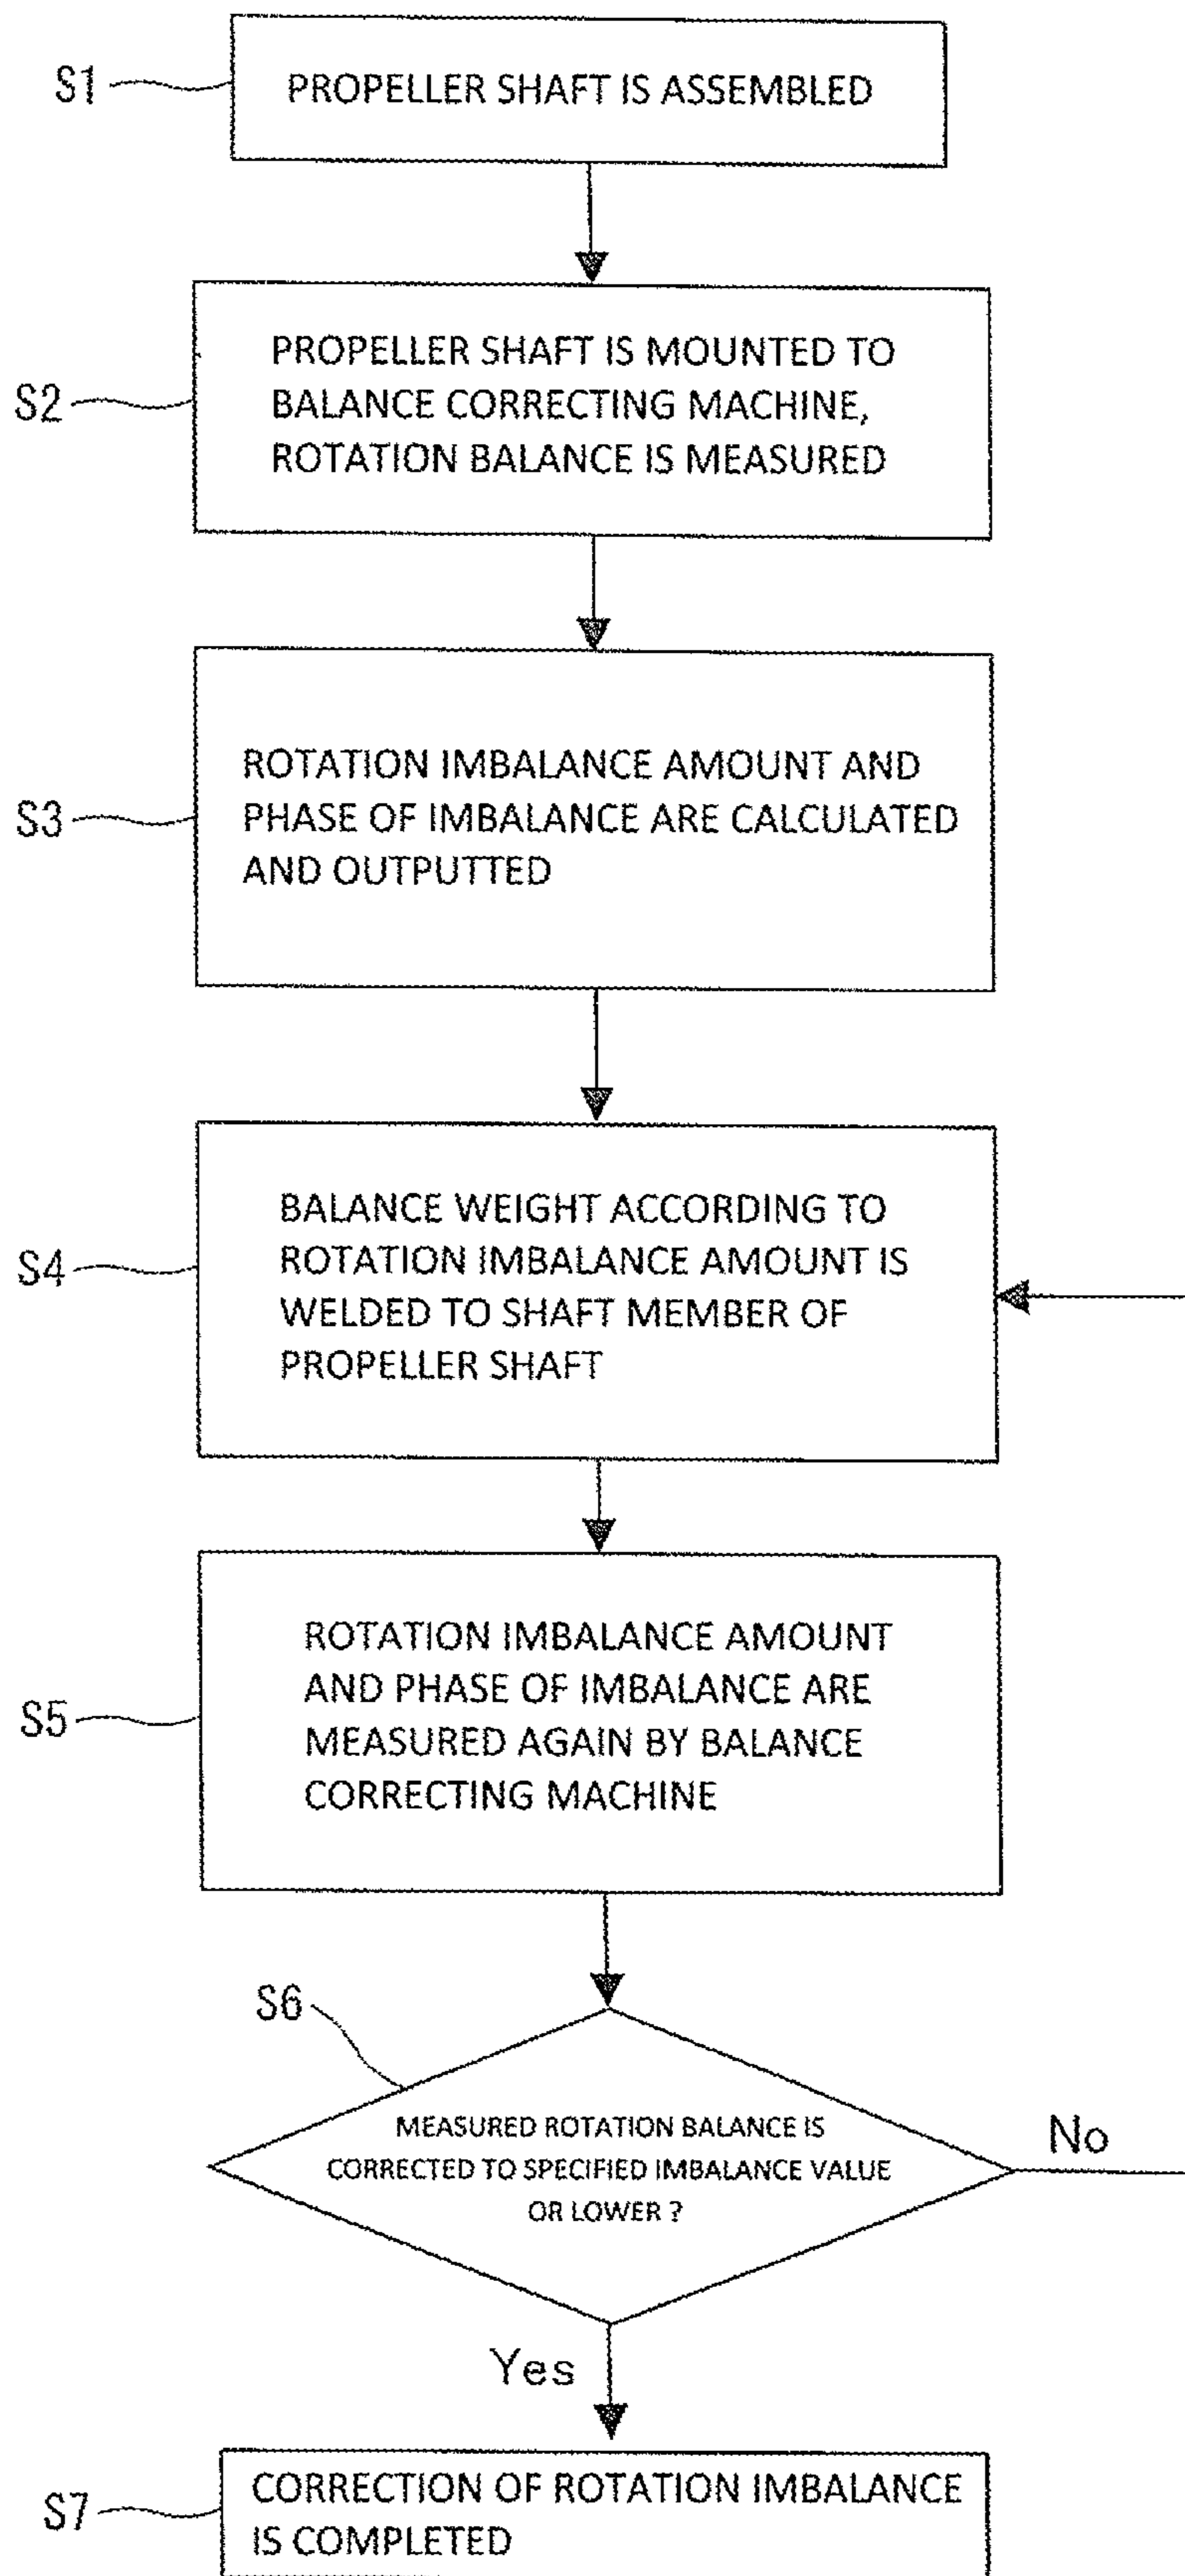 S1
PROPELLER SHAFT IS ASSEMBLED
S2
PROPELLER SHAFT IS MOUNTED TO
BALANCE CORRECTING MACHINE,
ROTATION BALANCE IS MEASURED
S3
ROTATION IMBALANCE AMOUNT AND
PHASE OF IMBALANCE ARE CALCULATED
AND OUTPUTTED
S4
BALANCE WEIGHT ACCORDING TO
ROTATION IMBALANCE AMOUNT IS
WELDED TO SHAFT MEMBER OF
PROPELLER SHAFT
S5
ROTATION IMBALANCE AMOUNT
AND PHASE OF IMBALANCE ARE
MEASURED AGAIN BY BALANCE
CORRECTING MACHINE
S6
MEASURED ROTATION BALANCE IS
CORRECTED TO SPECIFIED IMBALANCE VALUE
OR LOWER ?
No
Yes
S7
CORRECTION OF ROTATION IMBALANCE
IS COMPLETED